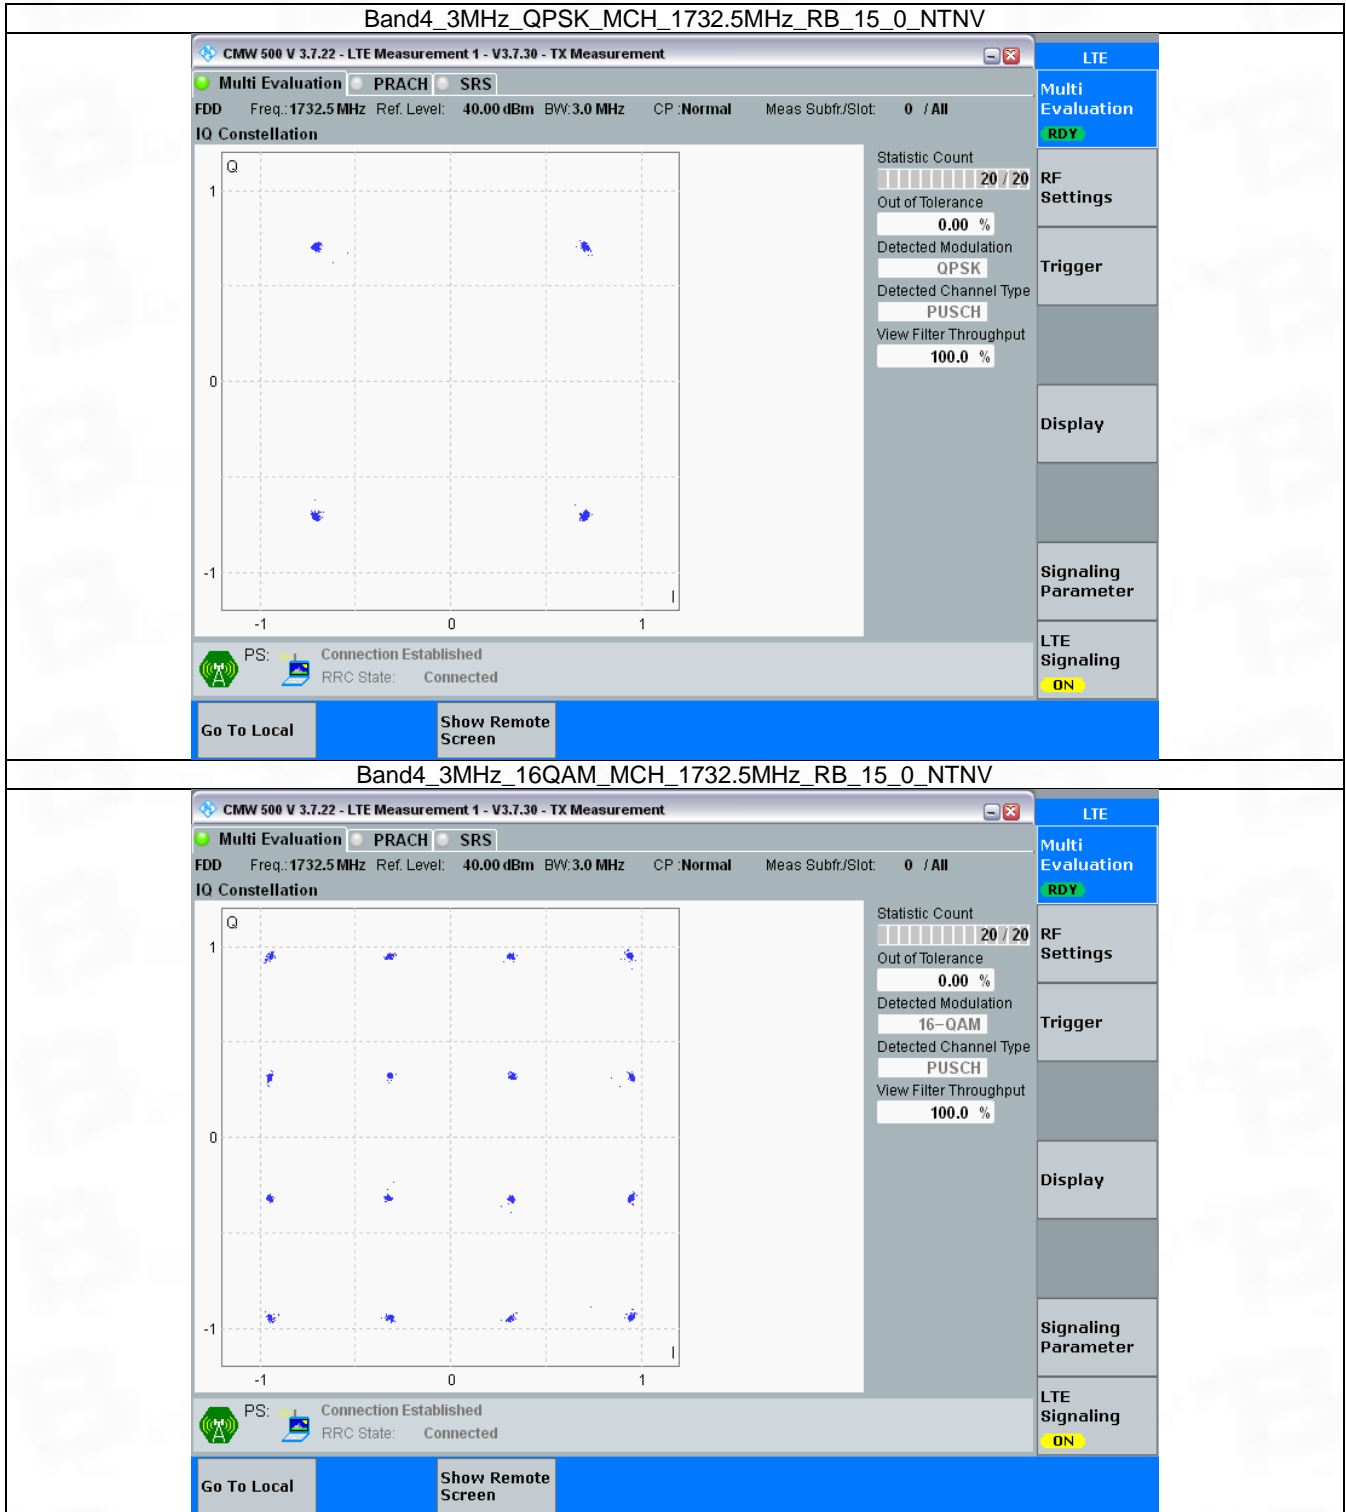 Band4_3MHz_QPSK_MCH_1732.5MHz_RB_15_0_NTNV
CMW 500 V 3.7.22 - LTE Measurement 1 - V3.7.30 - TX Measurement
LTE
Multi Evaluation PRACH SRS
Multi
Evaluation
RDY
FDD Freq.: 1732.5 MHz Ref. Level: 40.00 dBm BW: 3.0 MHz CP : Normal Meas Subfr./Slot: 0 / All
IQ Constellation
Q
1
0
-1
I
-1 0 1
Statistic Count
20 / 20
Out of Tolerance
0.00 %
Detected Modulation
QPSK
Detected Channel Type
PUSCH
View Filter Throughput
100.0 %
RF
Settings
Trigger
Display
Signaling
Parameter
LTE
Signaling
ON
PS: Connection Established
RRC State: Connected
Go To Local
Show Remote
Screen
Band4_3MHz_16QAM_MCH_1732.5MHz_RB_15_0_NTNV
CMW 500 V 3.7.22 - LTE Measurement 1 - V3.7.30 - TX Measurement
LTE
Multi Evaluation PRACH SRS
Multi
Evaluation
RDY
FDD Freq.: 1732.5 MHz Ref. Level: 40.00 dBm BW: 3.0 MHz CP : Normal Meas Subfr./Slot: 0 / All
IQ Constellation
Q
1
0
-1
I
-1 0 1
Statistic Count
20 / 20
Out of Tolerance
0.00 %
Detected Modulation
16-QAM
Detected Channel Type
PUSCH
View Filter Throughput
100.0 %
RF
Settings
Trigger
Display
Signaling
Parameter
LTE
Signaling
ON
PS: Connection Established
RRC State: Connected
Go To Local
Show Remote
Screen